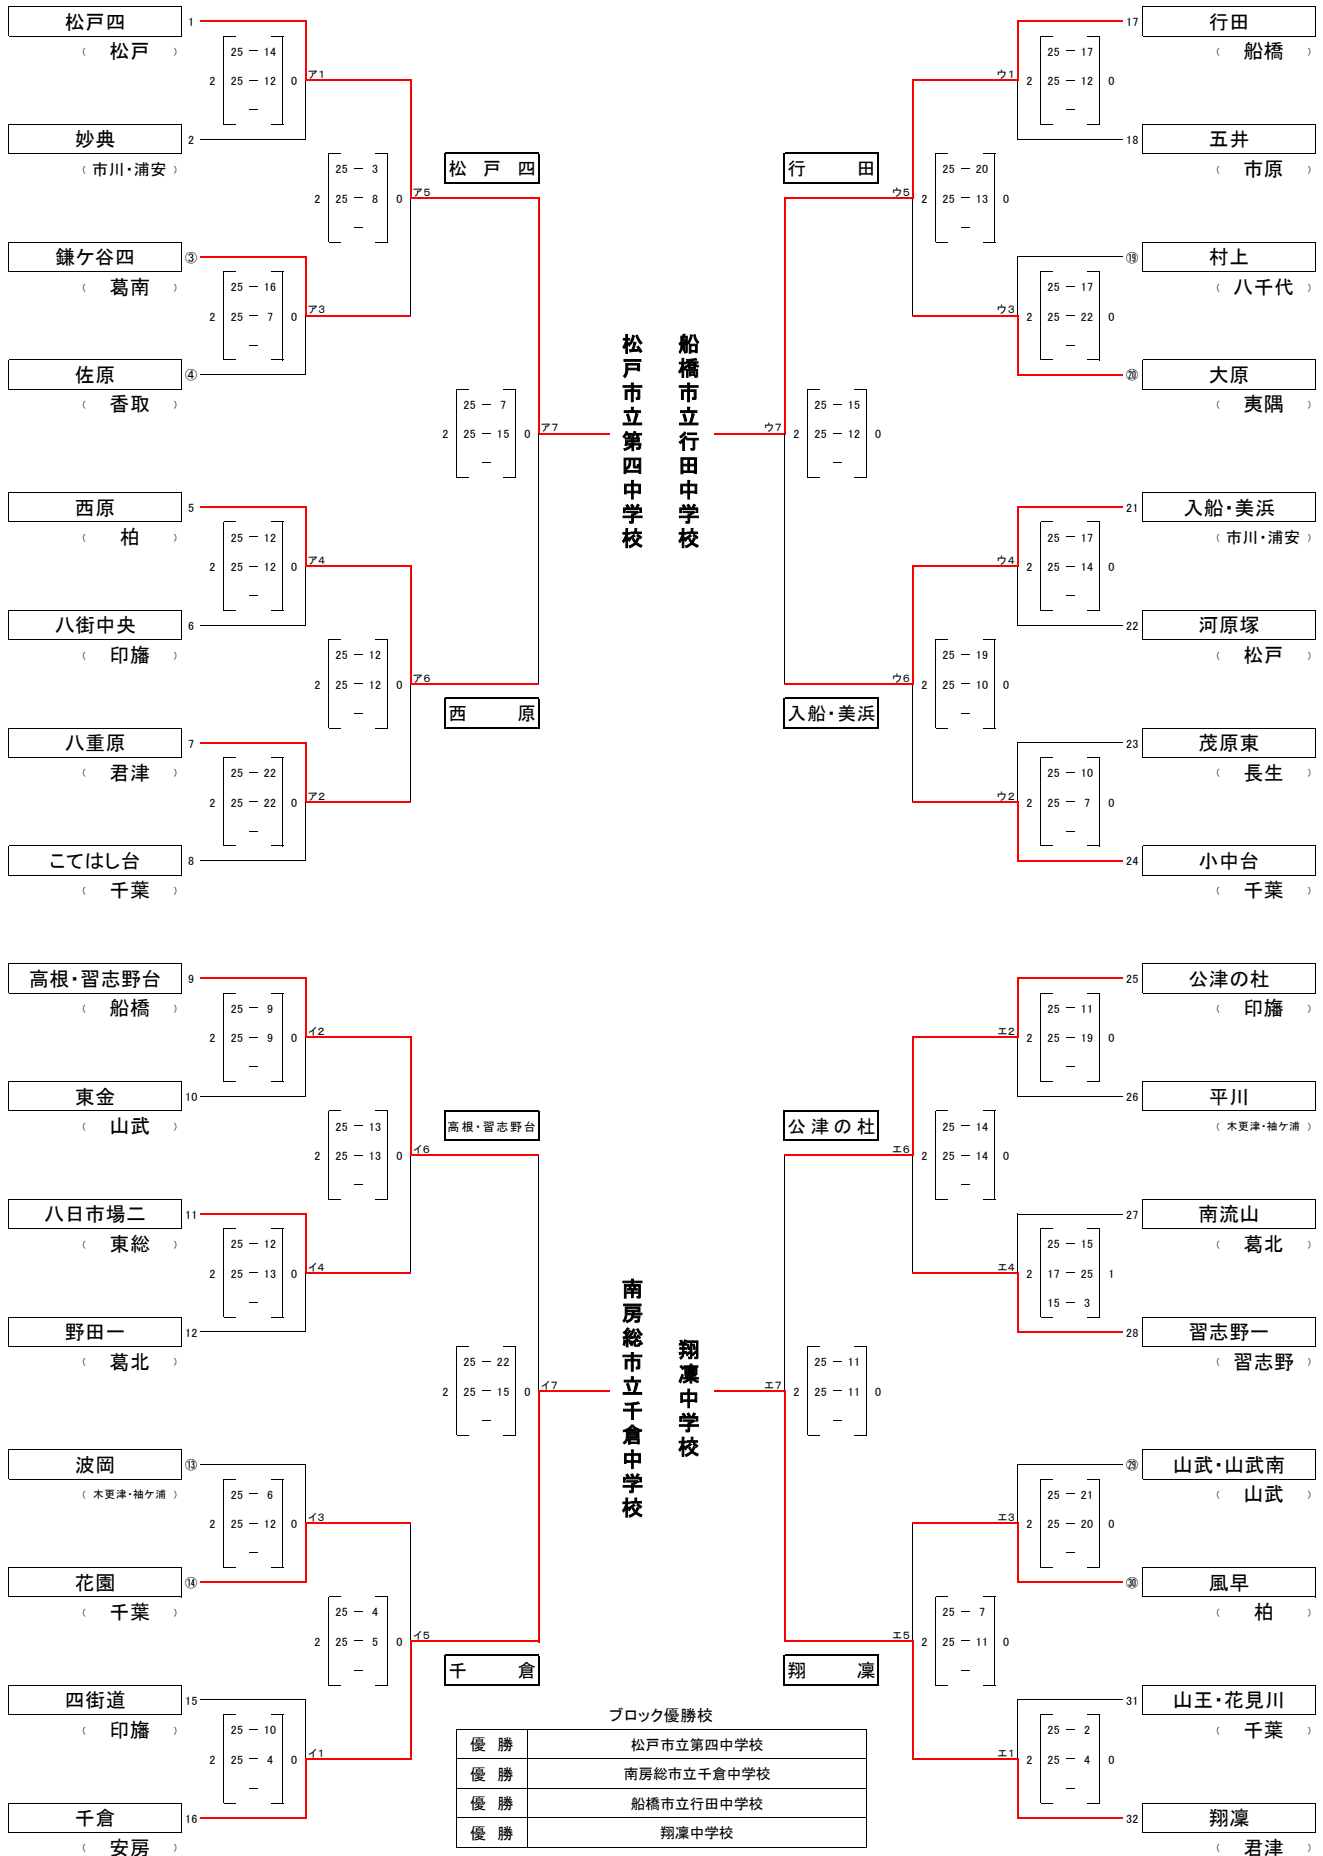 松戸四 1
（ 松戸 ）
25 － 14
2 25 － 12 0 ア1
－
妙典 2
（ 市川・浦安 ）
25 － 3
2 25 － 8 0 ア5
－
松 戸 四
鎌ケ谷四 ③
（ 葛南 ）
25 － 16
2 25 － 7 0 ア3
－
佐原 ④
（ 香取 ）
25 － 7
2 25 － 15 0 ア7
－
松戸市立第四中学校
西原 5
（ 柏 ）
25 － 12
2 25 － 12 0 ア4
－
八街中央 6
（ 印旛 ）
25 － 12
2 25 － 12 0 ア6
－
西 原
八重原 7
（ 君津 ）
25 － 22
2 25 － 22 0 ア2
－
こてはし台 8
（ 千葉 ）
17 行田
（ 船橋 ）
25 － 17
ウ1 2 25 － 12 0
－
18 五井
（ 市原 ）
行 田
25 － 20
ウ5 2 25 － 13 0
－
⑲ 村上
（ 八千代 ）
25 － 17
ウ3 2 25 － 22 0
－
⑳ 大原
（ 夷隅 ）
船橋市立行田中学校
25 － 15
ウ7 2 25 － 12 0
－
21 入船・美浜
（ 市川・浦安 ）
25 － 17
ウ4 2 25 － 14 0
－
22 河原塚
（ 松戸 ）
25 － 19
ウ6 2 25 － 10 0
－
入船・美浜
23 茂原東
（ 長生 ）
25 － 10
ウ2 2 25 － 7 0
－
24 小中台
（ 千葉 ）
高根・習志野台 9
（ 船橋 ）
25 － 9
2 25 － 9 0 イ2
－
東金 10
（ 山武 ）
25 － 13
2 25 － 13 0 イ6
－
高根・習志野台
八日市場二 11
（ 東総 ）
25 － 12
2 25 － 13 0 イ4
－
野田一 12
（ 葛北 ）
25 － 22
2 25 － 15 0 イ7
－
南房総市立千倉中学校
波岡 ⑬
（ 木更津・袖ケ浦 ）
25 － 6
2 25 － 12 0 イ3
－
花園 ⑭
（ 千葉 ）
25 － 4
2 25 － 5 0 イ5
－
千 倉
四街道 15
（ 印旛 ）
25 － 10
2 25 － 4 0 イ1
－
千倉 16
（ 安房 ）
25 公津の杜
（ 印旛 ）
25 － 11
エ2 2 25 － 19 0
－
26 平川
（ 木更津・袖ケ浦 ）
公津の杜
25 － 14
エ6 2 25 － 14 0
－
27 南流山
（ 葛北 ）
25 － 15
エ4 2 17 － 25 1
15 － 3
28 習志野一
（ 習志野 ）
翔凜中学校
25 － 11
エ7 2 25 － 11 0
－
㉙ 山武・山武南
（ 山武 ）
25 － 21
エ3 2 25 － 20 0
－
㉚ 風早
（ 柏 ）
25 － 7
エ5 2 25 － 11 0
－
翔 凜
31 山王・花見川
（ 千葉 ）
25 － 2
エ1 2 25 － 4 0
－
32 翔凜
（ 君津 ）
ブロック優勝校
優 勝 松戸市立第四中学校
優 勝 南房総市立千倉中学校
優 勝 船橋市立行田中学校
優 勝 翔凜中学校